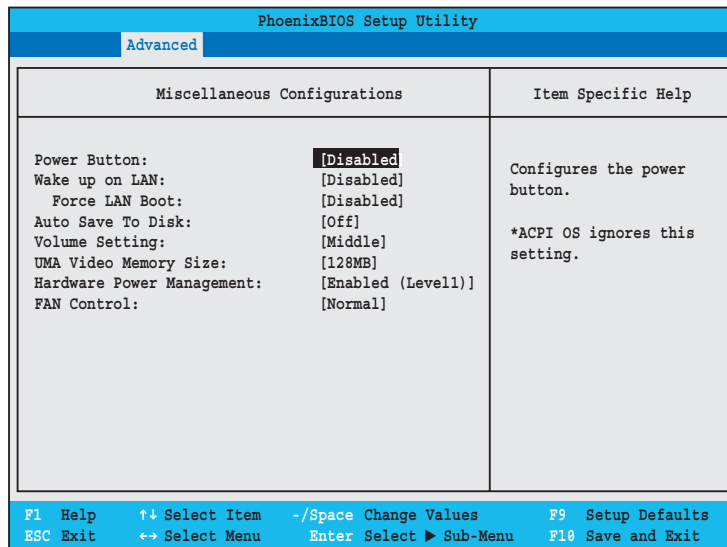 PhoenixBIOS Setup Utility
Advanced
Miscellaneous Configurations
Item Specific Help
Power Button: [Disabled]
Wake up on LAN: [Disabled]
Force LAN Boot: [Disabled]
Auto Save To Disk: [Off]
Volume Setting: [Middle]
UMA Video Memory Size: [128MB]
Hardware Power Management: [Enabled (Level1)]
FAN Control: [Normal]
Configures the power
button.
*ACPI OS ignores this
setting.
F1 Help ↑↓ Select Item -/Space Change Values F9 Setup Defaults
ESC Exit ←→ Select Menu Enter Select ▶ Sub-Menu F10 Save and Exit